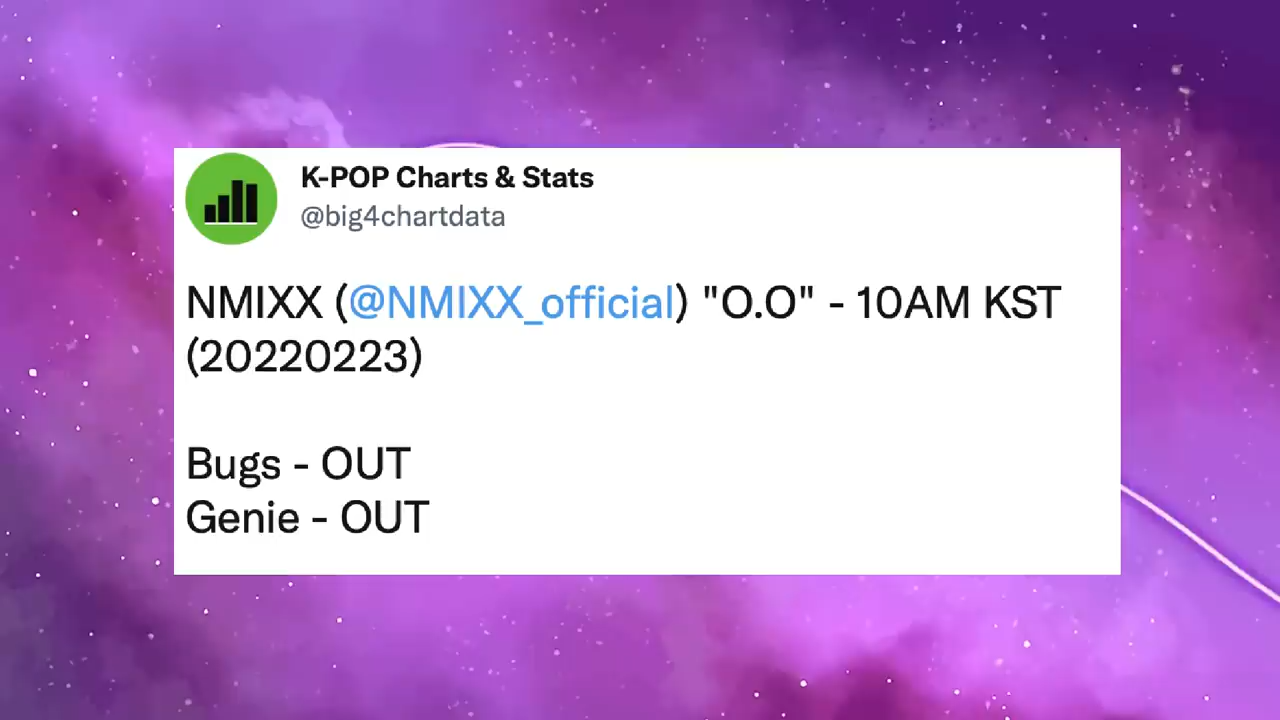 K-POP Charts & Stats
@big4chartdata
NMIXX (@NMIXX_official) "O.O" - 10AM KST
(20220223)
Bugs - OUT
Genie - OUT